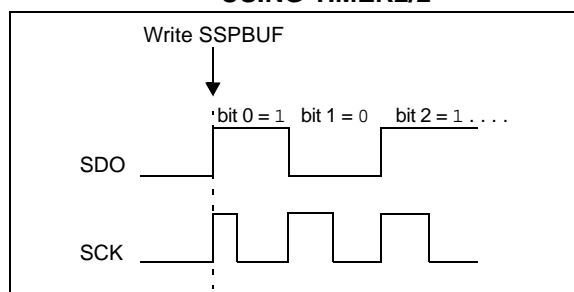 USING TIMER2/2
Write SSPBUF
bit 0 = 1 bit 1 = 0 bit 2 = 1 . . . .
SDO
SCK